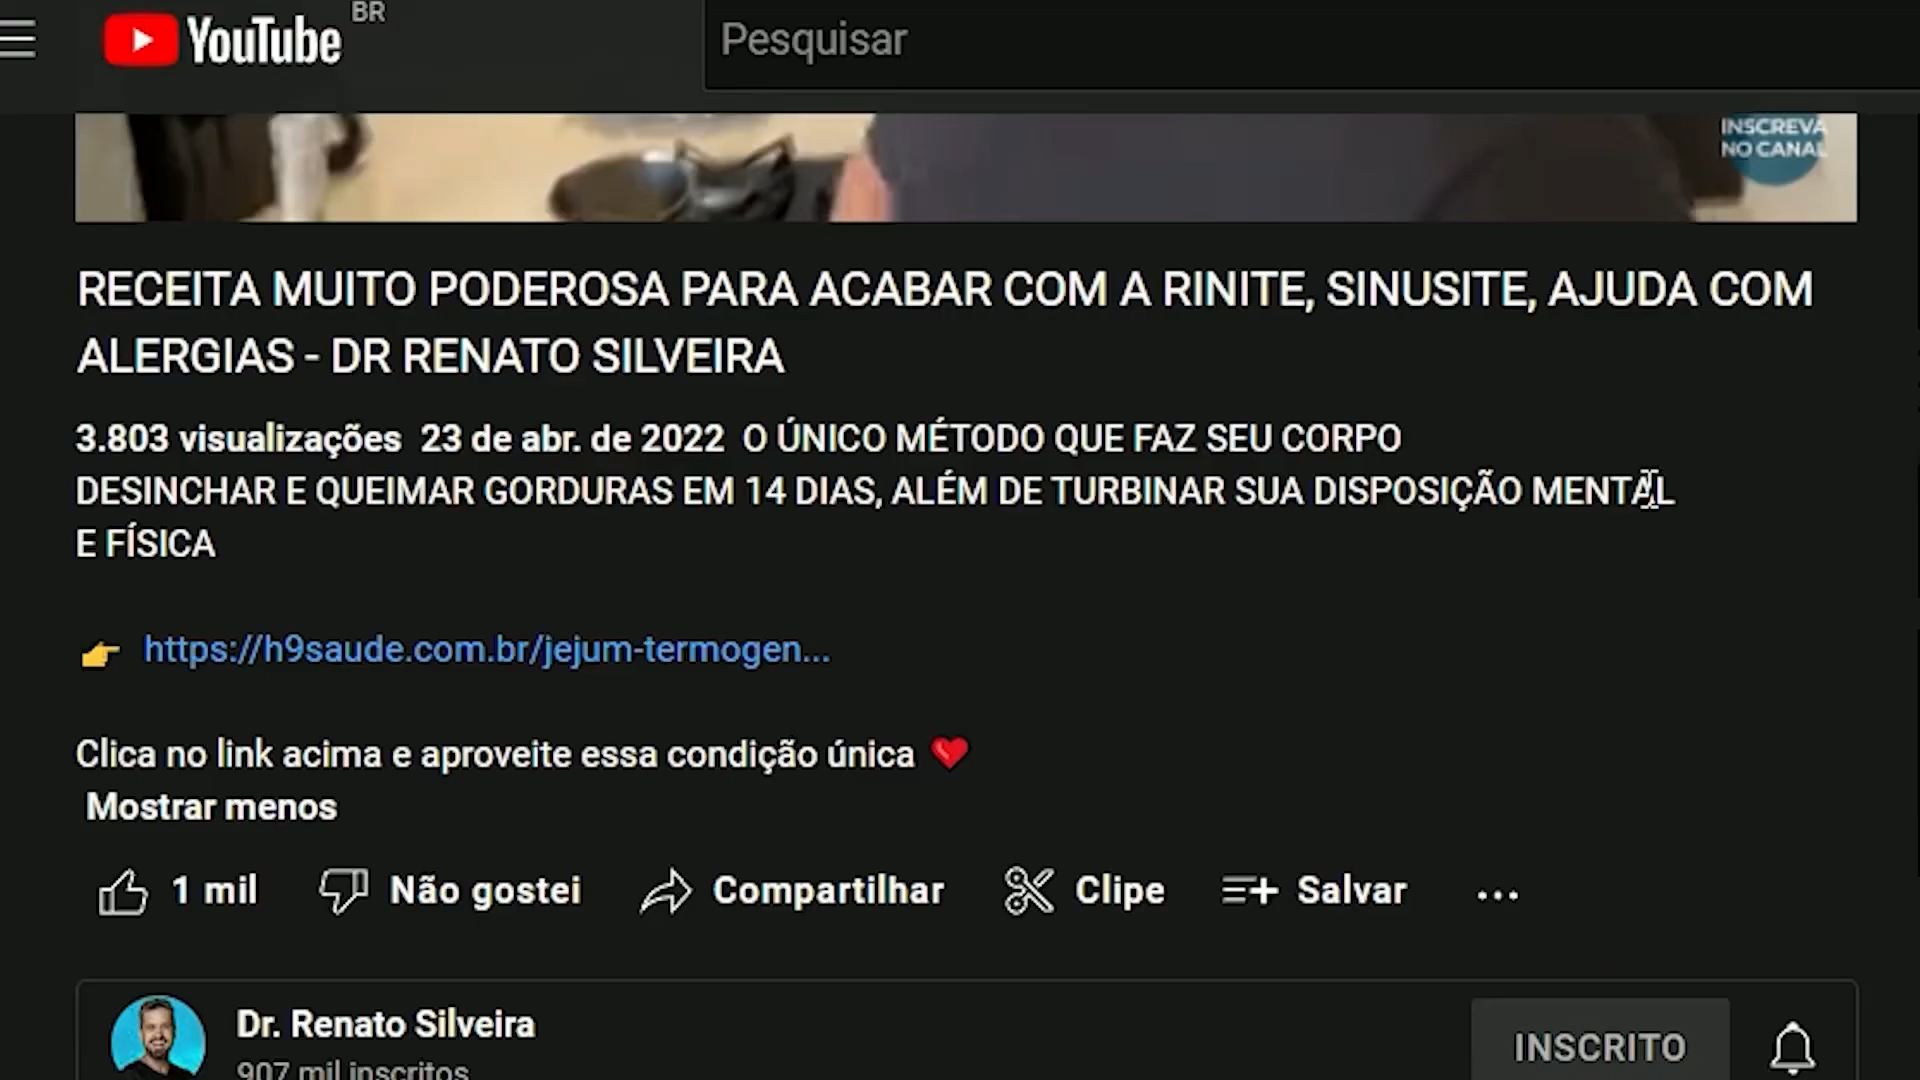 YouTube BR
Pesquisar
INSCREVA
NO CANAL
RECEITA MUITO PODEROSA PARA ACABAR COM A RINITE, SINUSITE, AJUDA COM
ALERGIAS - DR RENATO SILVEIRA
3.803 visualizações 23 de abr. de 2022 O ÚNICO MÉTODO QUE FAZ SEU CORPO
DESINCHAR E QUEIMAR GORDURAS EM 14 DIAS, ALÉM DE TURBINAR SUA DISPOSIÇÃO MENTAL
E FÍSICA
👉 https://h9saude.com.br/jejum-termogen...
Clica no link acima e aproveite essa condição única ❤️
Mostrar menos
1 mil Não gostei Compartilhar Clipe Salvar ...
Dr. Renato Silveira
907 mil inscritos
INSCRITO